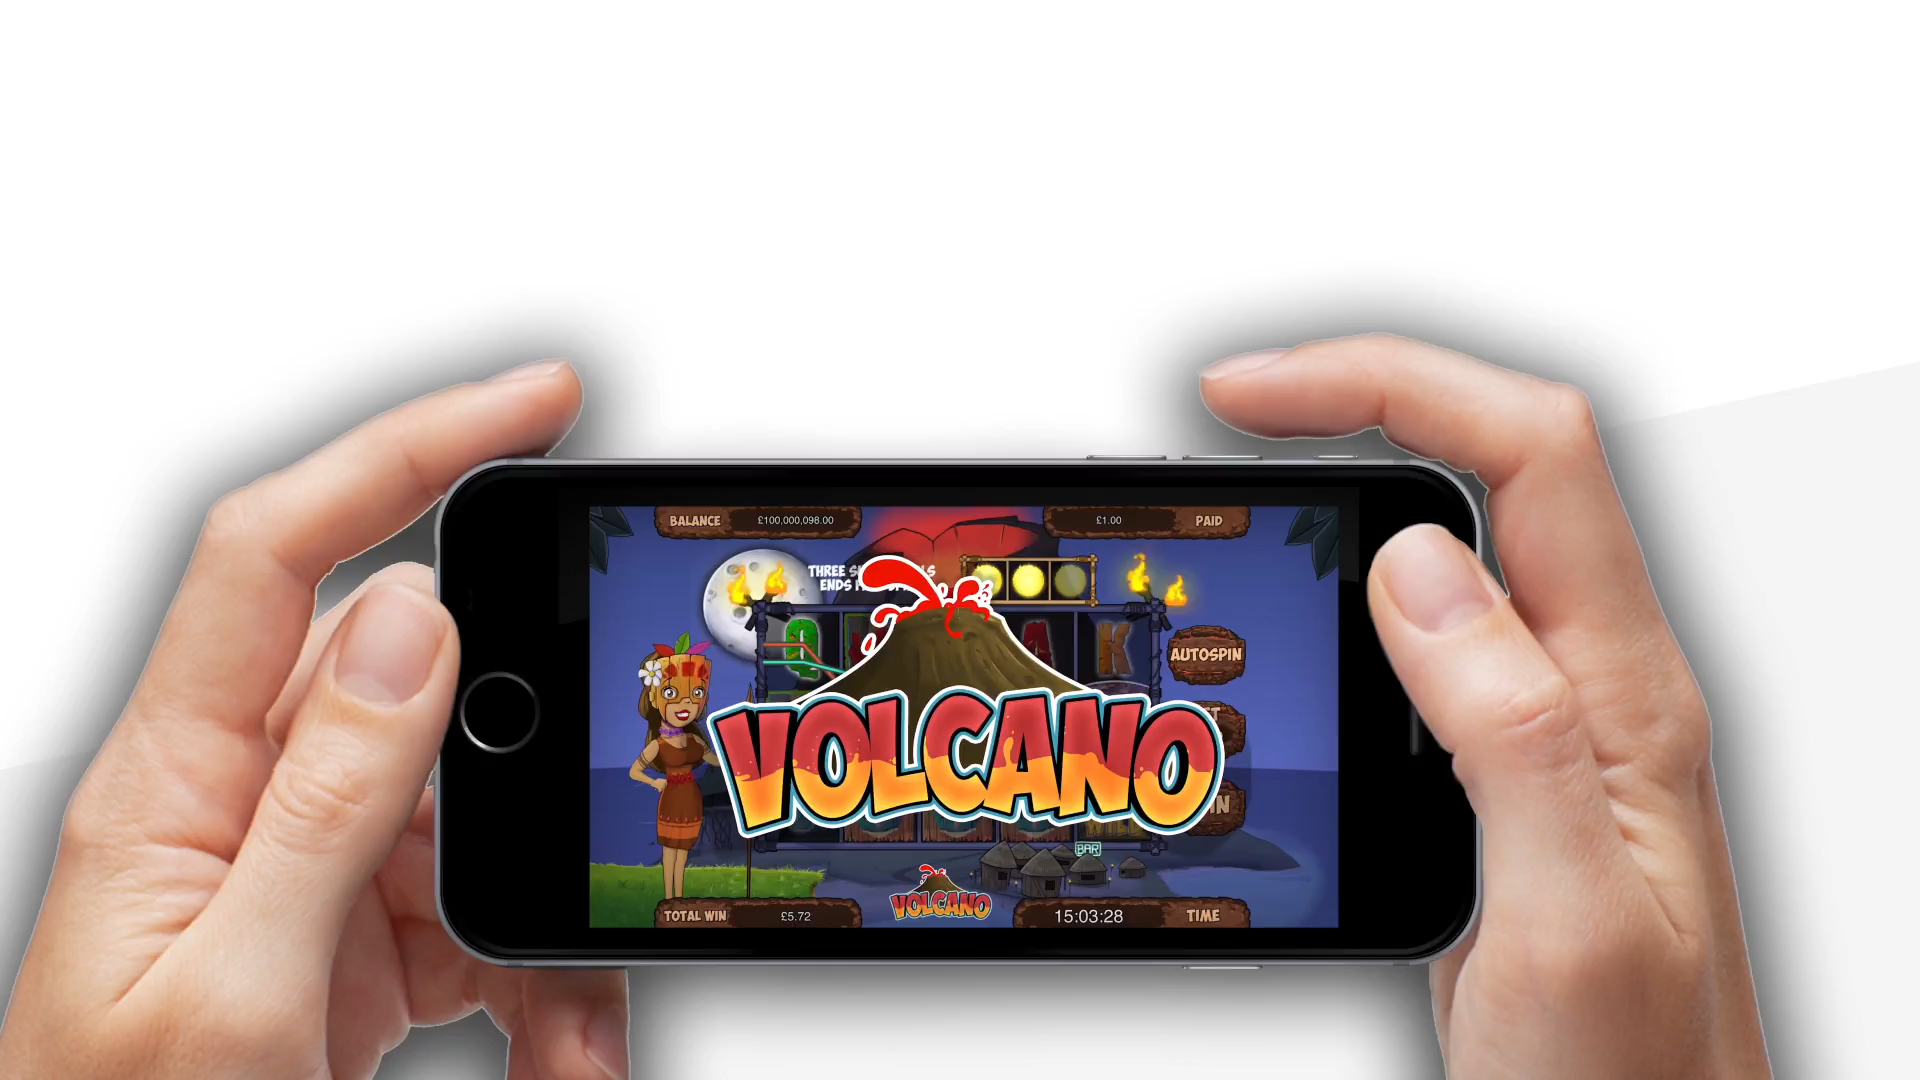 BALANCE £100,000,098.00
£1.00 PAID
THREE
ENDS
Q A K
AUTOSPIN
VOLCANO
WILD
BAR
VOLCANO
TOTAL WIN £5.72
15:03:28 TIME